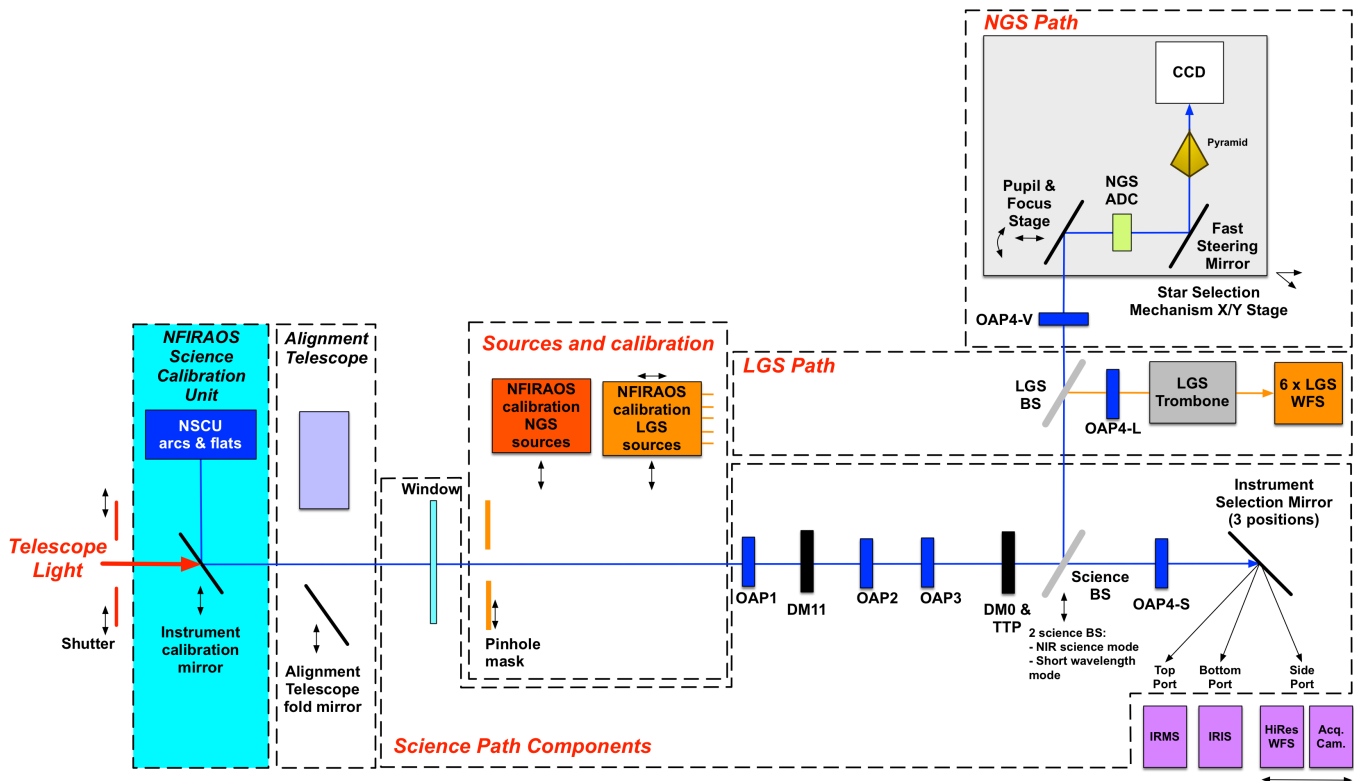 NGS Path
CCD
Pyramid
Pupil &
Focus
Stage
NGS
ADC
Fast
Steering
Mirror
Star Selection
Mechanism X/Y Stage
OAP4-V
NFIRAOS
Science
Calibration
Unit
NSCU
arcs & flats
Alignment
Telescope
Sources and calibration
NFIRAOS
calibration
NGS
sources
NFIRAOS
calibration
LGS
sources
LGS Path
LGS
BS
OAP4-L
LGS
Trombone
6 x LGS
WFS
Window
Instrument
Selection Mirror
(3 positions)
Telescope
Light
Shutter
Instrument
calibration
mirror
Alignment
Telescope
fold mirror
Pinhole
mask
OAP1
DM11
OAP2
OAP3
DM0 &
TTP
Science
BS
OAP4-S
2 science BS:
- NIR science mode
- Short wavelength
mode
Top
Port
Bottom
Port
Side
Port
IRMS
IRIS
HiRes
WFS
Acq.
Cam.
Science Path Components